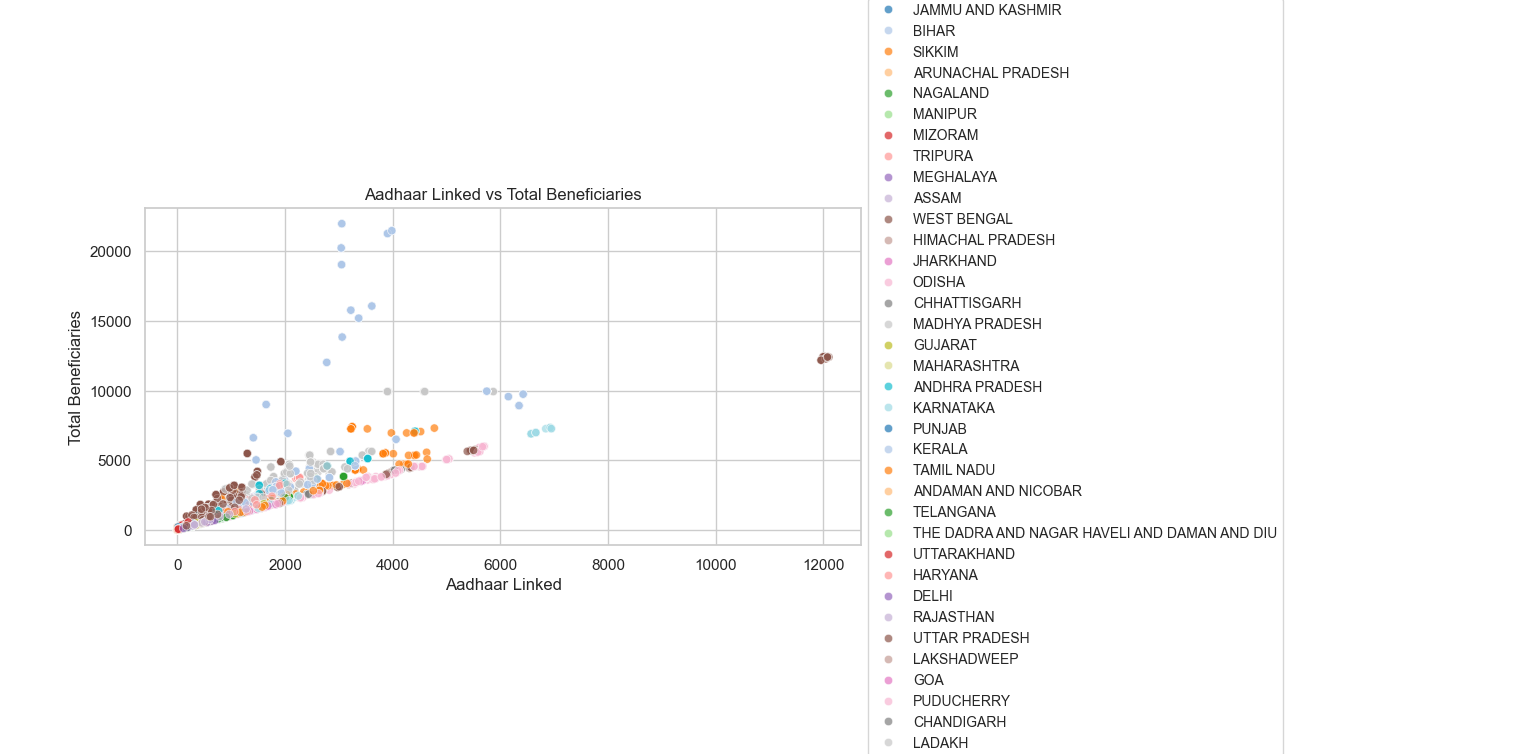 Aadhaar Linked vs Total Beneficiaries
Total Beneficiaries
20000
15000
10000
5000
0
0
2000
4000
6000
8000
10000
12000
Aadhaar Linked
JAMMU AND KASHMIR
BIHAR
SIKKIM
ARUNACHAL PRADESH
NAGALAND
MANIPUR
MIZORAM
TRIPURA
MEGHALAYA
ASSAM
WEST BENGAL
HIMACHAL PRADESH
JHARKHAND
ODISHA
CHHATTISGARH
MADHYA PRADESH
GUJARAT
MAHARASHTRA
ANDHRA PRADESH
KARNATAKA
PUNJAB
KERALA
TAMIL NADU
ANDAMAN AND NICOBAR
TELANGANA
THE DADRA AND NAGAR HAVELI AND DAMAN AND DIU
UTTARAKHAND
HARYANA
DELHI
RAJASTHAN
UTTAR PRADESH
LAKSHADWEEP
GOA
PUDUCHERRY
CHANDIGARH
LADAKH